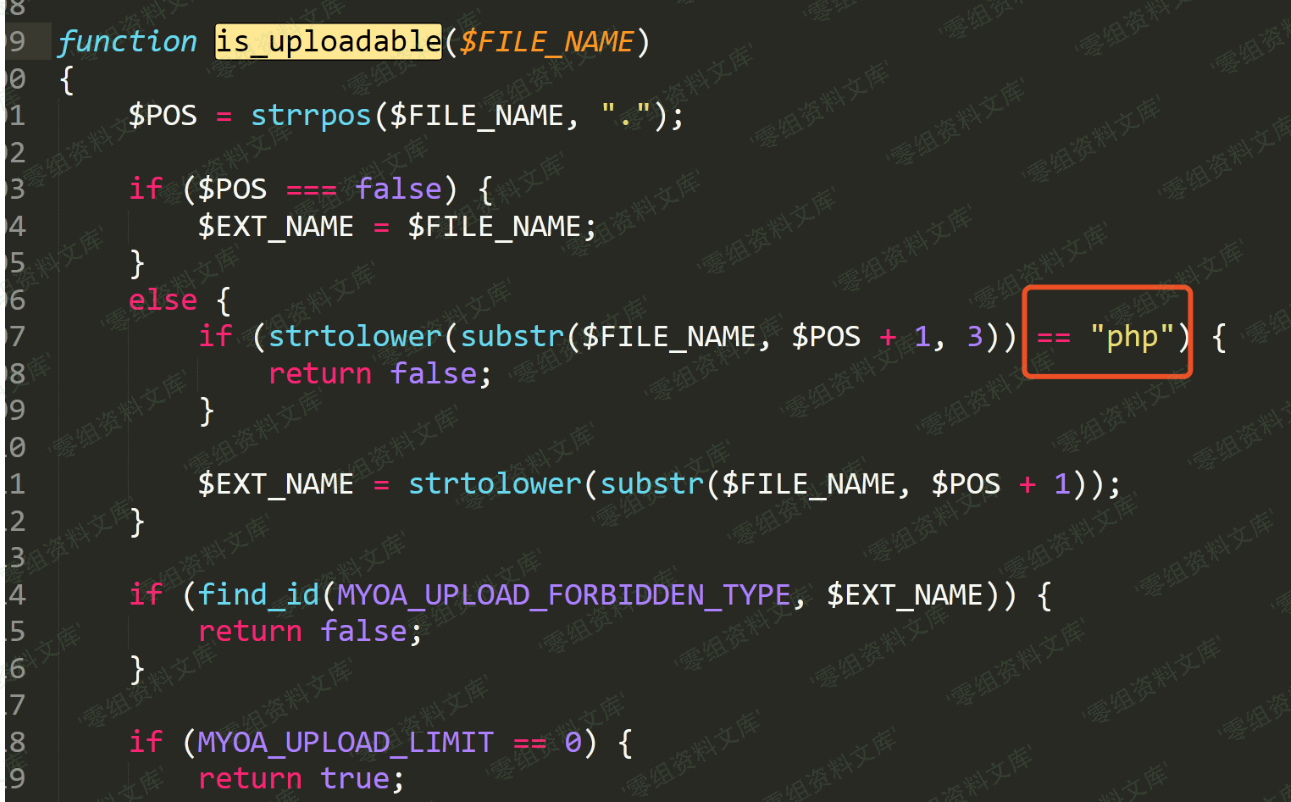 8
9 function is_uploadable($FILE_NAME)
0 {
1 $POS = strrpos($FILE_NAME, ".");
2
3 if ($POS === false) {
4 $EXT_NAME = $FILE_NAME;
5 }
6 else {
7 if (strtolower(substr($FILE_NAME, $POS + 1, 3)) == "php") {
8 return false;
9 }
0
1 $EXT_NAME = strtolower(substr($FILE_NAME, $POS + 1));
2 }
3
4 if (find_id(MYOA_UPLOAD_FORBIDDEN_TYPE, $EXT_NAME)) {
5 return false;
6 }
7
8 if (MYOA_UPLOAD_LIMIT == 0) {
9 return true;
'零组资料文库'